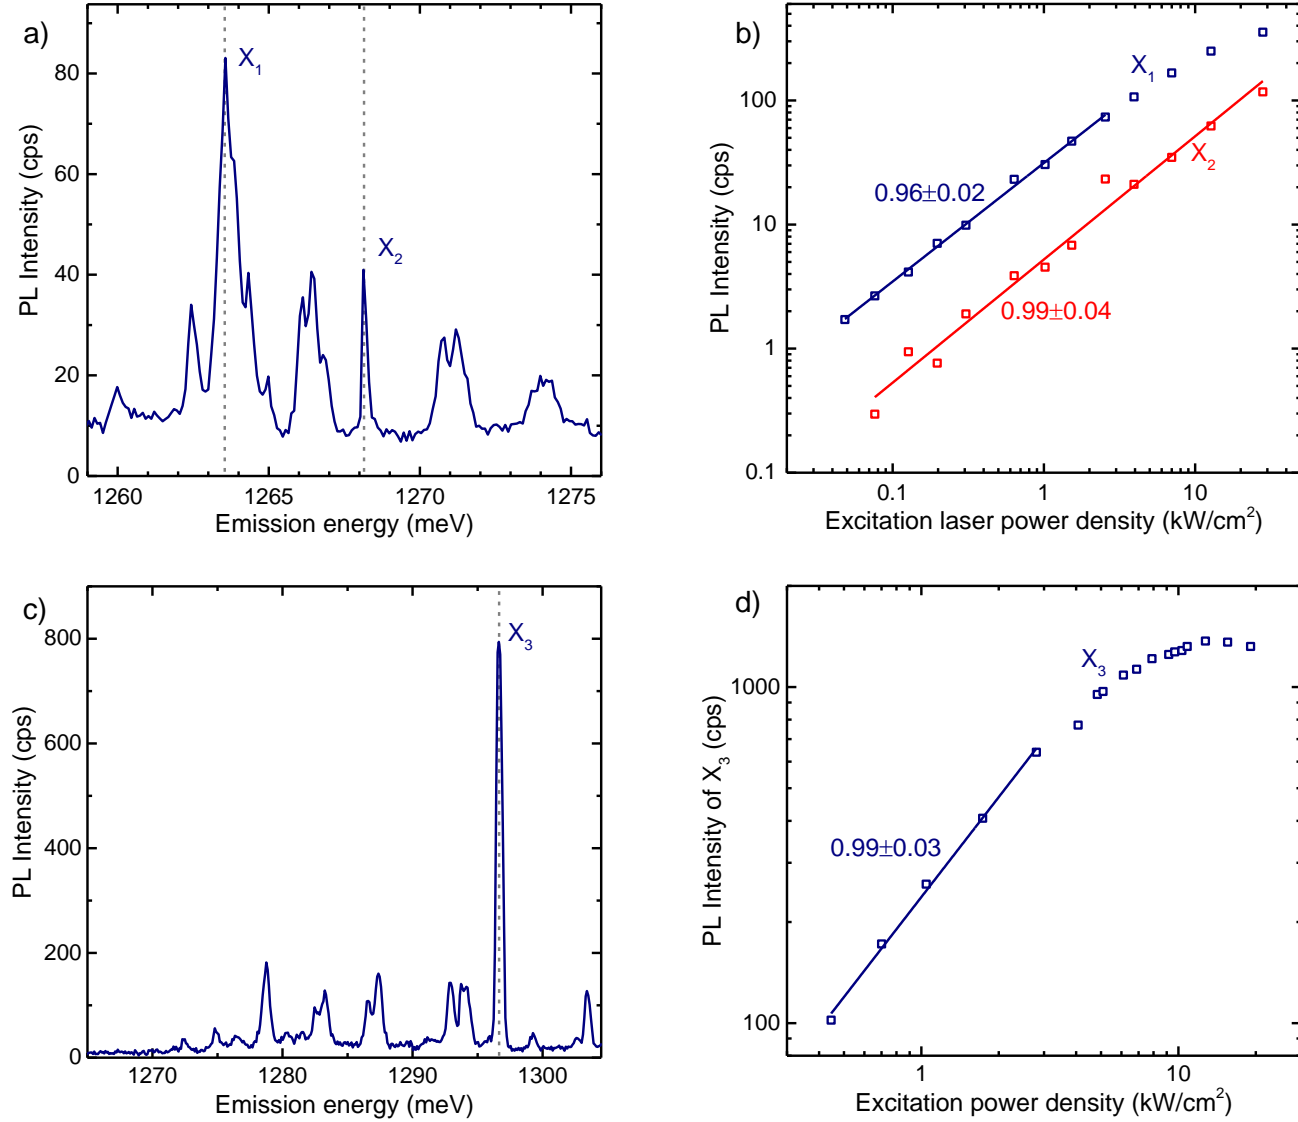 a)
X₁
X₂
80
60
40
20
0
PL Intensity (cps)
1260
1265
1270
1275
Emission energy (meV)
b)
X₁
X₂
0.96±0.02
0.99±0.04
100
10
1
0.1
PL Intensity (cps)
0.1
1
10
Excitation laser power density (kW/cm²)
c)
X₃
800
600
400
200
0
PL Intensity (cps)
1270
1280
1290
1300
Emission energy (meV)
d)
X₃
0.99±0.03
1000
100
PL Intensity of X₃ (cps)
1
10
Excitation power density (kW/cm²)